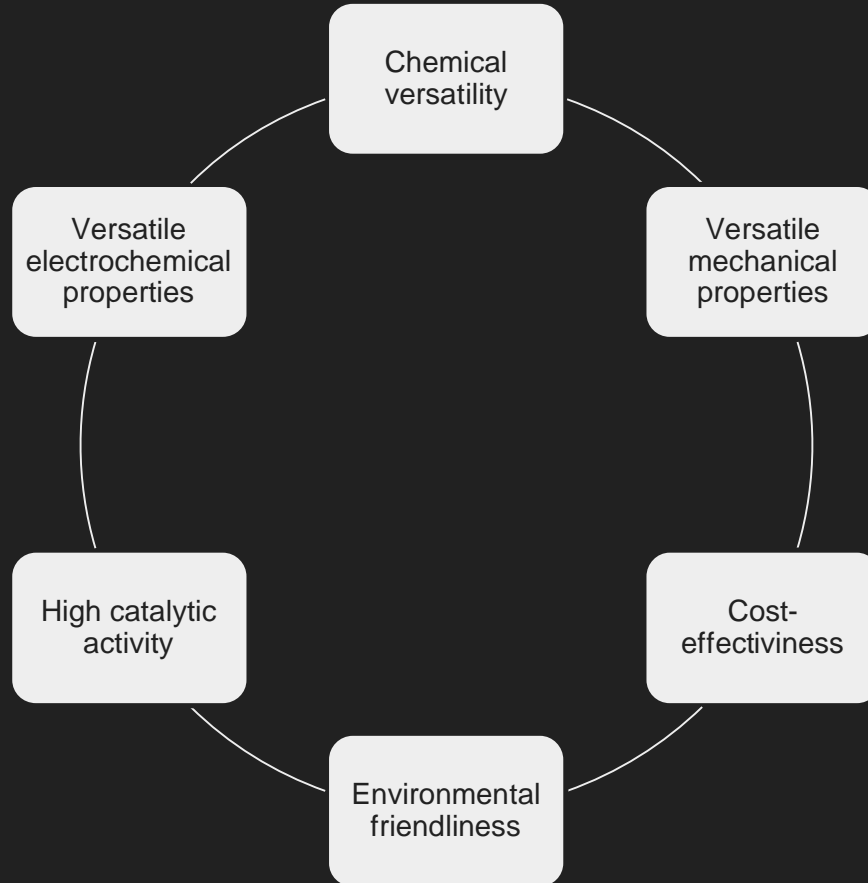 Chemical
versatility
Versatile
mechanical
properties
Cost-
effectiviness
Environmental
friendliness
High catalytic
activity
Versatile
electrochemical
properties